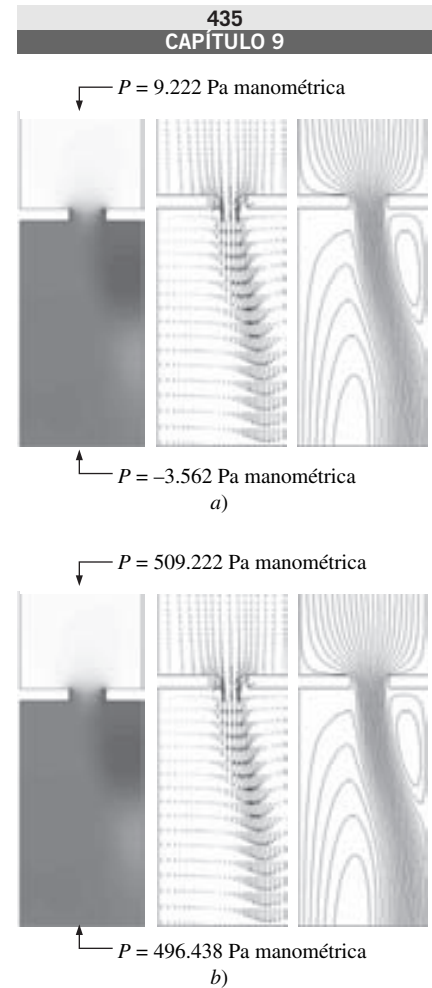 435
CAPÍTULO 9
P = 9.222 Pa manométrica
P = –3.562 Pa manométrica
a)
P = 509.222 Pa manométrica
P = 496.438 Pa manométrica
b)